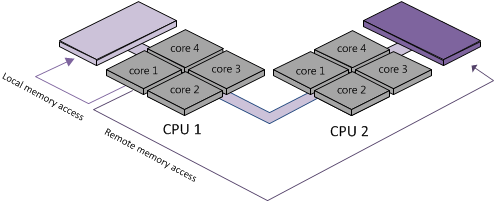 core 4
core 1
core 3
core 2
CPU 1
core 4
core 1
core 3
core 2
CPU 2
Local memory access
Remote memory access